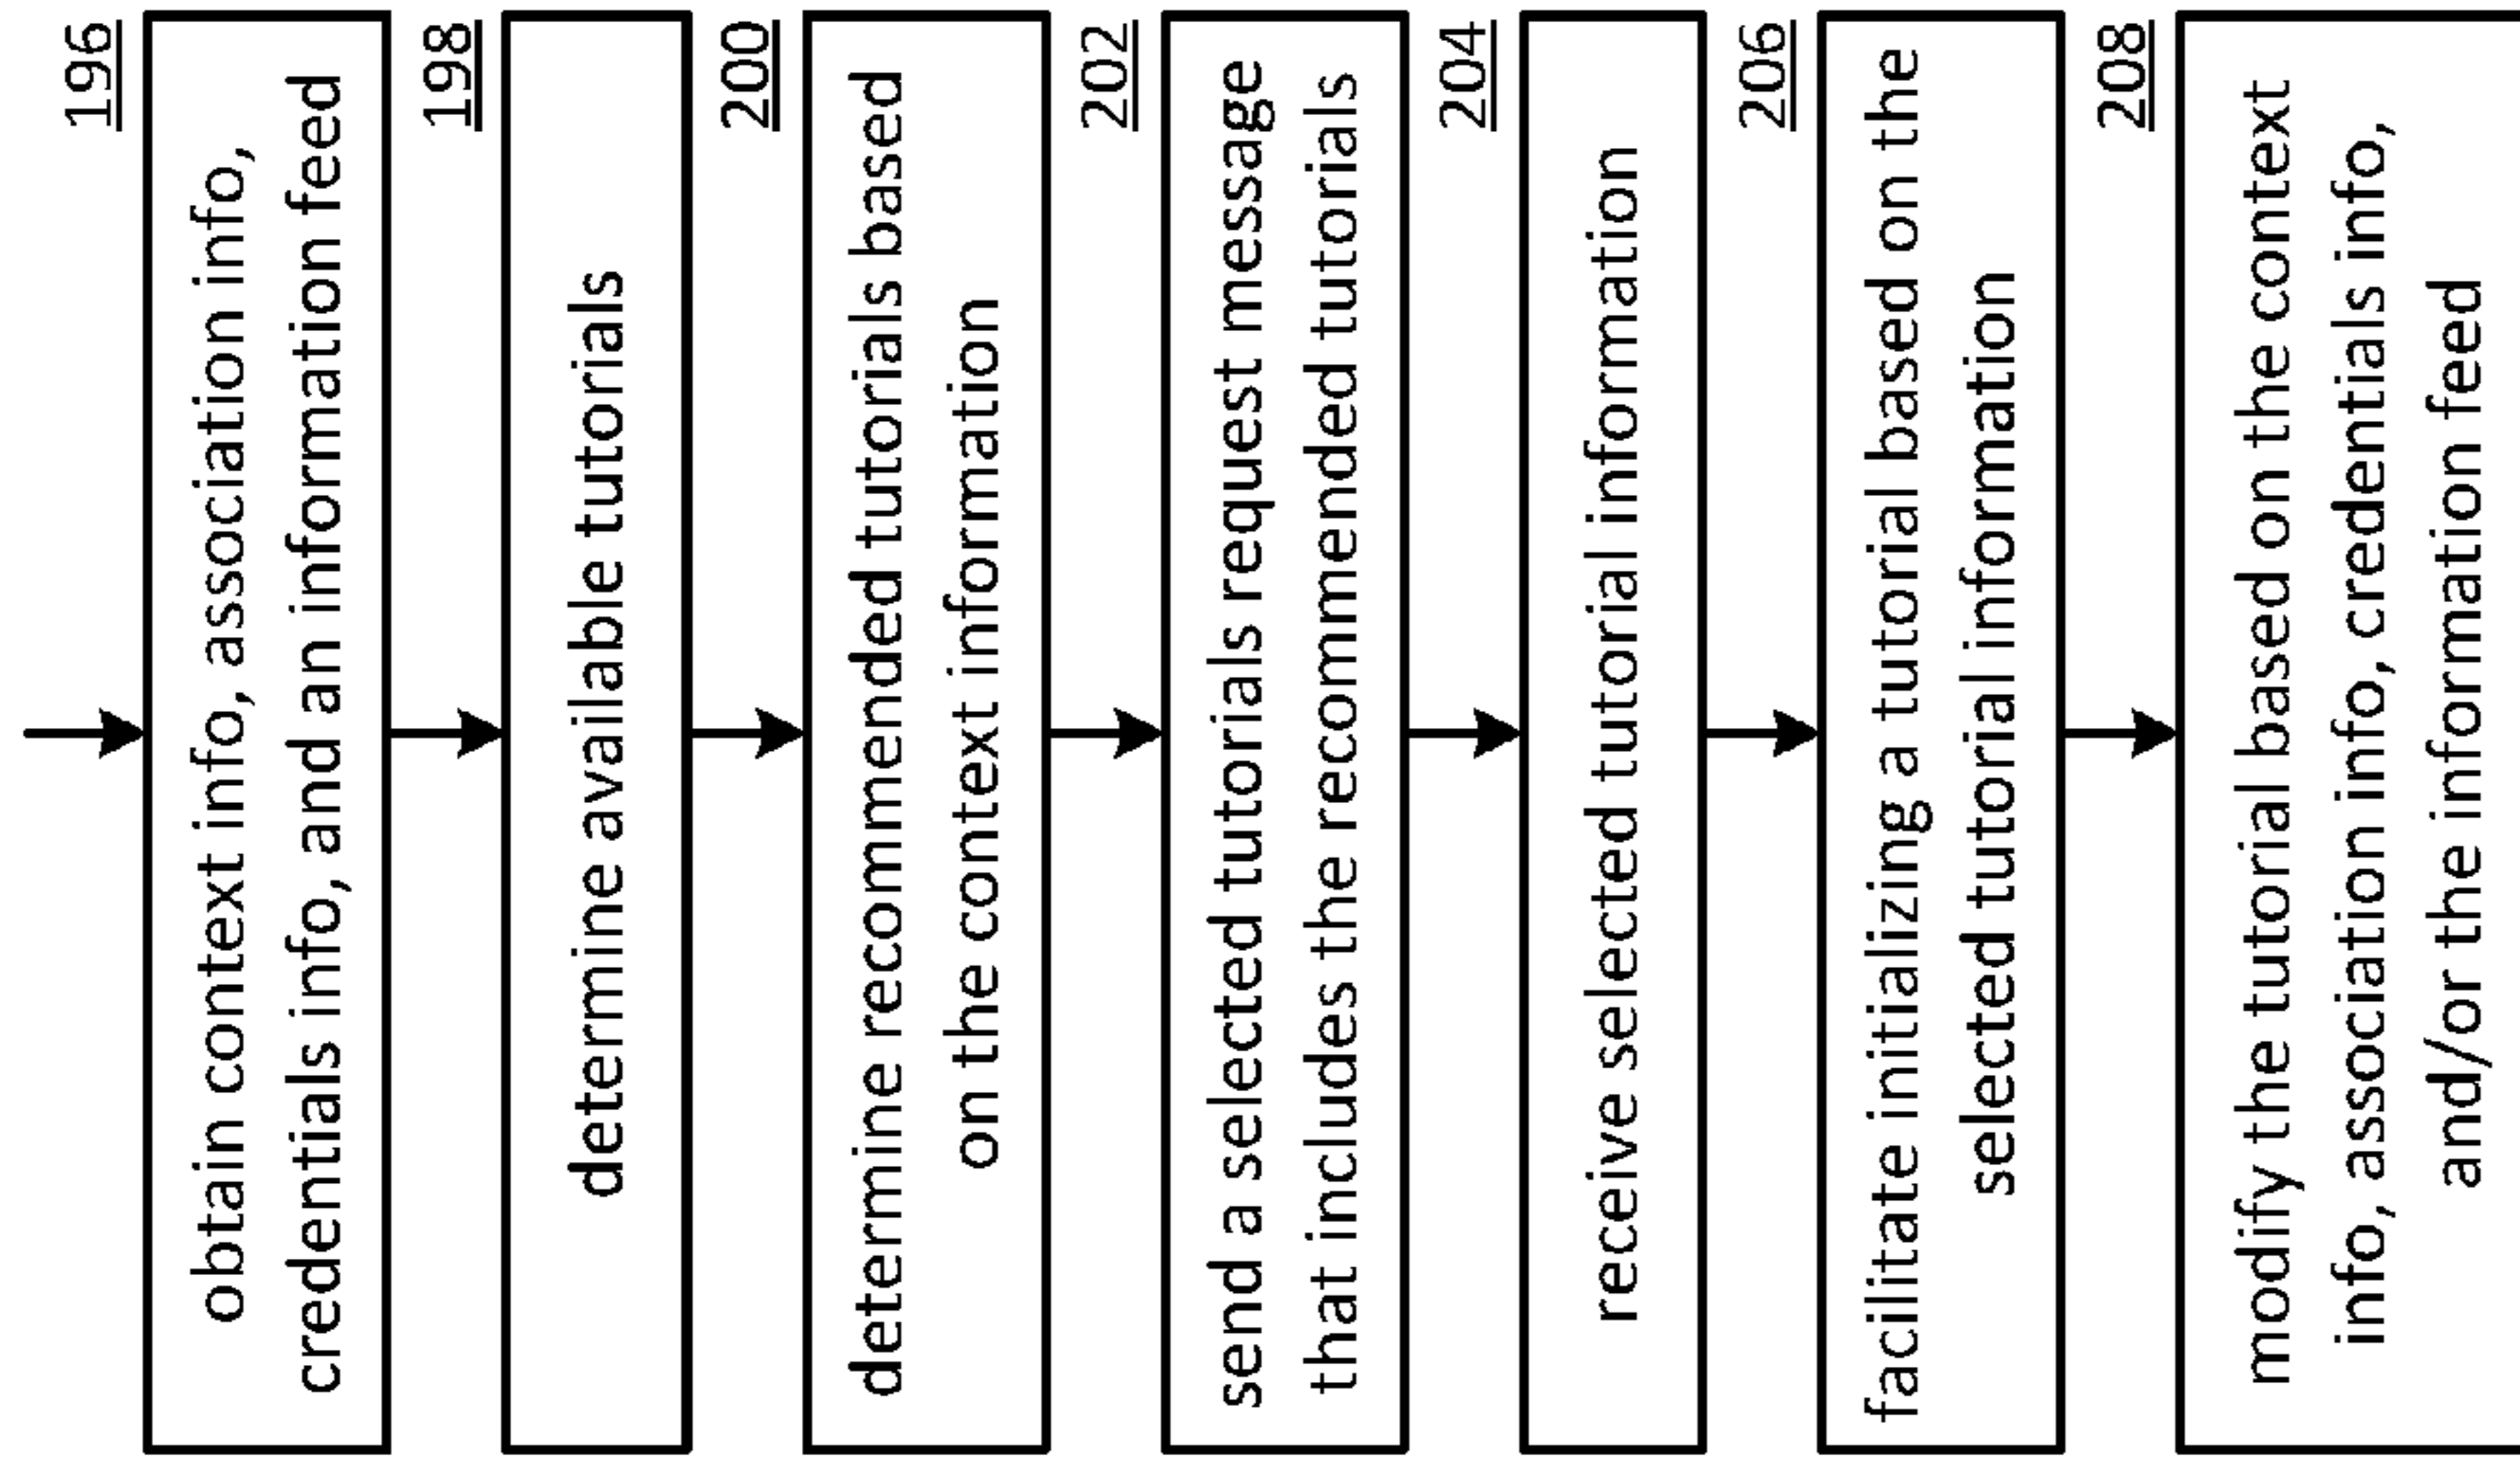 196
obtain context info, association info,
credentials info, and an information feed
198
determine available tutorials
200
determine recommended tutorials based
on the context information
202
send a selected tutorials request message
that includes the recommended tutorials
204
receive selected tutorial information
206
facilitate initializing a tutorial based on the
selected tutorial information
208
modify the tutorial based on the context
info, association info, credentials info,
and/or the information feed